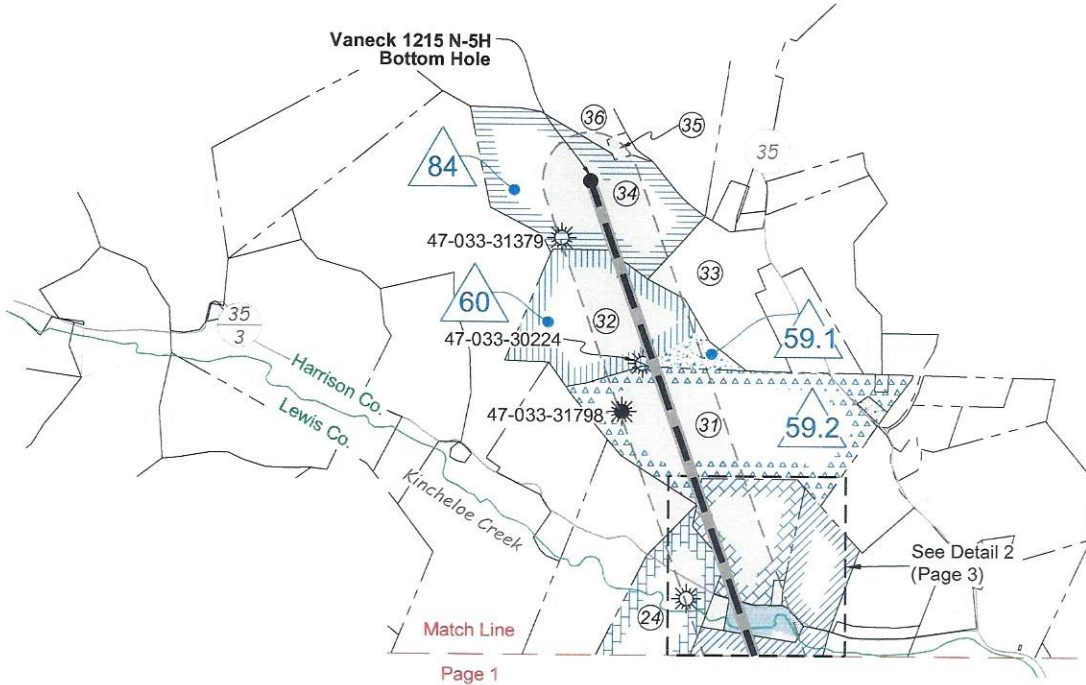 Vaneck 1215 N-5H
Bottom Hole
36
35
35
84
34
47-033-31379
33
60
32
59.1
47-033-30224
35
3
Harrison Co.
Lewis Co.
47-033-31798
31
59.2
Kincheloe Creek
See Detail 2
(Page 3)
24
Match Line
Page 1